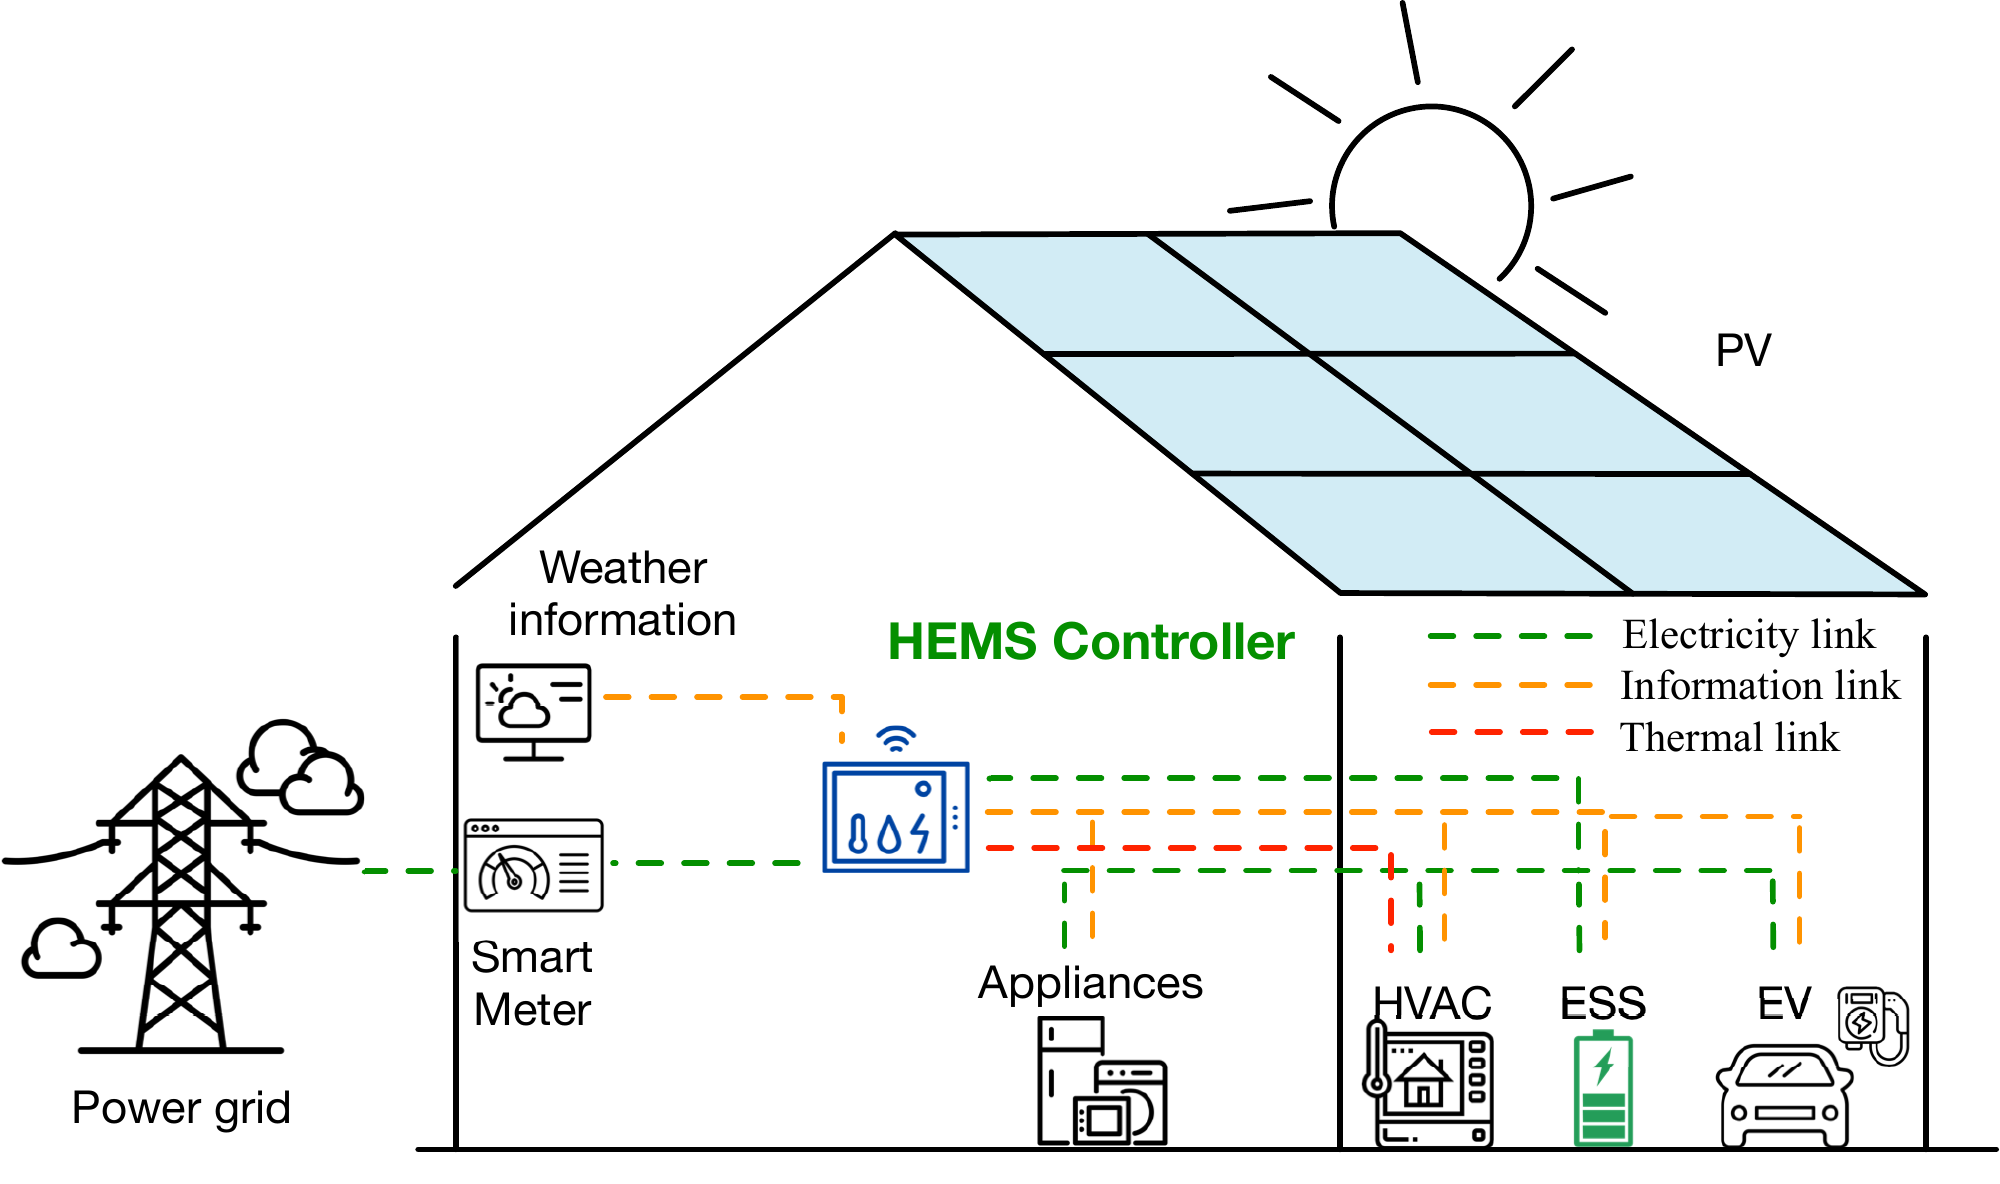 PV
Weather
information
HEMS Controller
Electricity link
Information link
Thermal link
Smart
Meter
Appliances
HVAC
ESS
EV
Power grid